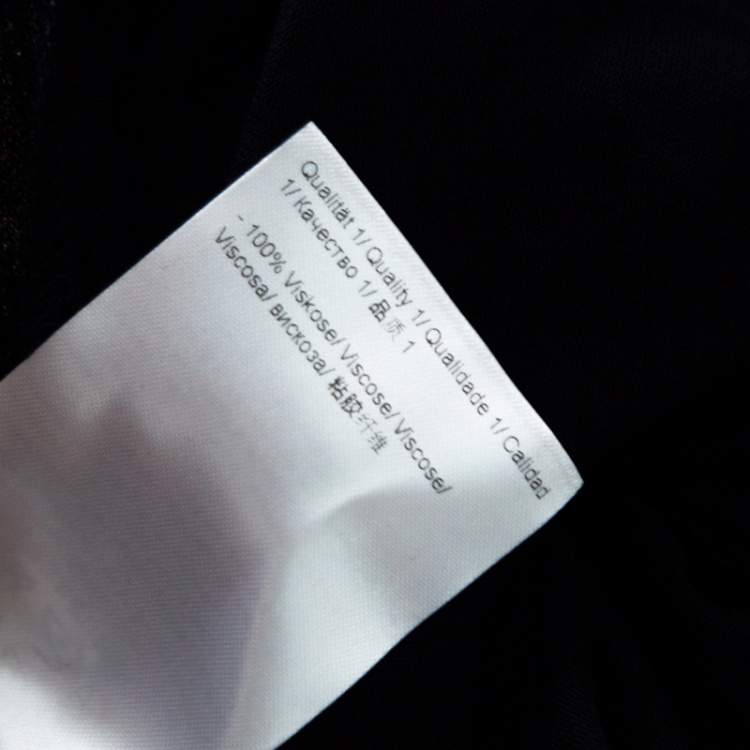 Qualität 1/ Quality 1/ Qualidade 1/ Calidad
1/ Качество 1/ 品质 1
- 100% Viskose/ Viscose/ Viscose/
Viscosa/ вискоза/ 粘胶纤维